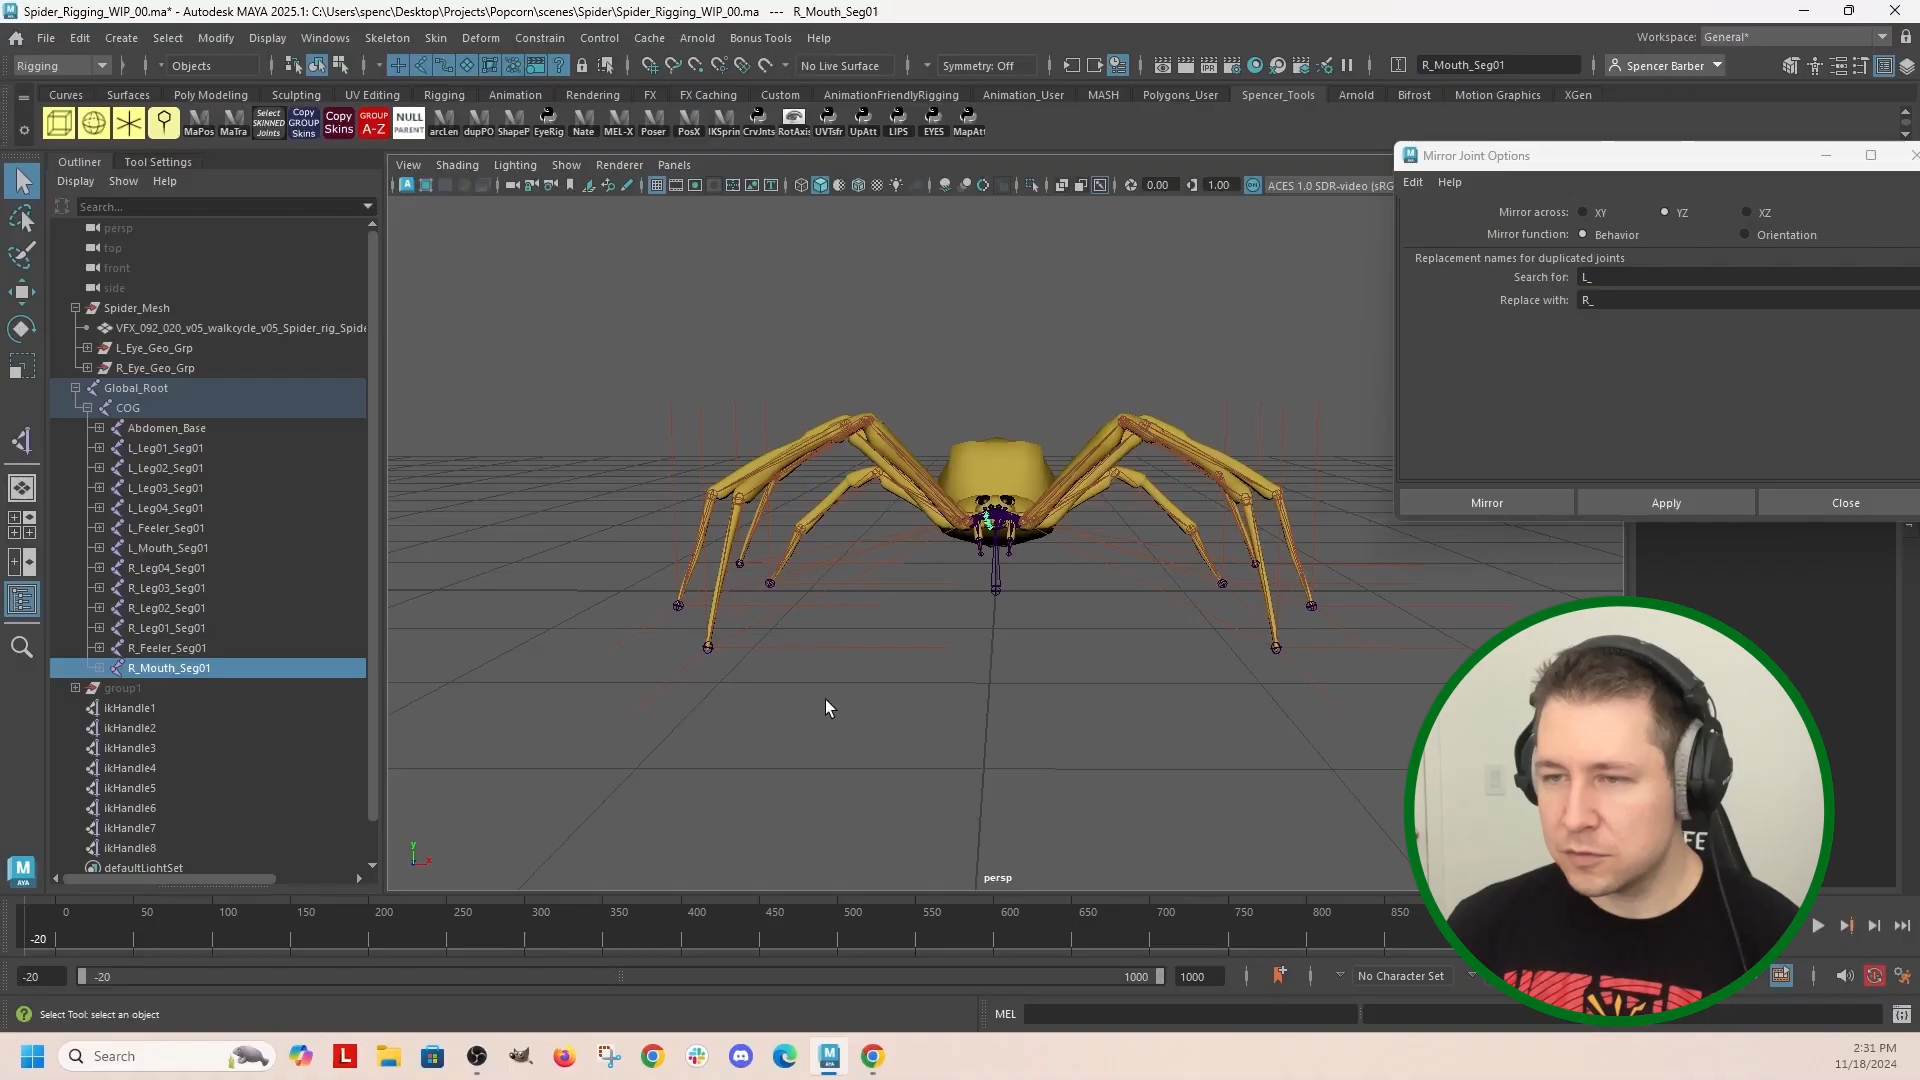 Spider_Rigging_WIP_00.ma* - Autodesk MAYA 2025.1: C:\Users\spenc\Desktop\Projects\Popcorn\scenes\Spider\Spider_Rigging_WIP_00.ma --- R_Mouth_Seg01
File Edit Create Select Modify Display Windows Skeleton Skin Deform Constrain Control Cache Arnold Bonus Tools Help
Workspace: General*
Rigging Objects No Live Surface Symmetry: Off R_Mouth_Seg01 Spencer Barber
Curves Surfaces Poly Modeling Sculpting UV Editing Rigging Animation Rendering FX FX Caching Custom AnimationFriendlyRigging Animation_User MASH Polygons_User Spencer_Tools Arnold Bifrost Motion Graphics XGen
MaPos MaTra Select SKINNED Joints Copy GROUP Skins Copy Skins GROUP A-Z NULL PARENT arcLen dupPO ShapeP EyeRig Nate MEL-X Poser PosX IKSprin CrvJnts RotAxis UVTsfr UpAtt LIPS EYES MapAtt
Outliner Tool Settings
Display Show Help
Search...
persp
top
front
side
Spider_Mesh
VFX_092_020_v05_walkcycle_v05_Spider_rig_Spide
L_Eye_Geo_Grp
R_Eye_Geo_Grp
Global_Root
COG
Abdomen_Base
L_Leg01_Seg01
L_Leg02_Seg01
L_Leg03_Seg01
L_Leg04_Seg01
L_Feeler_Seg01
L_Mouth_Seg01
R_Leg04_Seg01
R_Leg03_Seg01
R_Leg02_Seg01
R_Leg01_Seg01
R_Feeler_Seg01
R_Mouth_Seg01
group1
ikHandle1
ikHandle2
ikHandle3
ikHandle4
ikHandle5
ikHandle6
ikHandle7
ikHandle8
defaultLightSet
View Shading Lighting Show Renderer Panels
0.00 1.00 ACES 1.0 SDR-video (sRG
y
x
persp
Mirror Joint Options
Edit Help
Mirror across: XY YZ XZ
Mirror function: Behavior Orientation
Replacement names for duplicated joints
Search for: L_
Replace with: R_
Mirror Apply Close
0 50 100 150 200 250 300 350 400 450 500 550 600 650 700 750 800 850
-20
-20 -20 1000 1000 No Character Set
Select Tool: select an object
MEL
Search
2:31 PM
11/18/2024